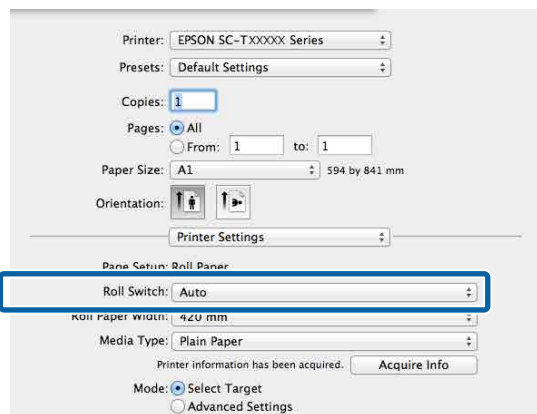 Printer: EPSON SC-TXXXXX Series
Presets: Default Settings
Copies: 1
Pages: All
From: 1 to: 1
Paper Size: A1 594 by 841 mm
Orientation:
Printer Settings
Page Setup: Roll Paper
Roll Switch: Auto
Roll Paper Width: 420 mm
Media Type: Plain Paper
Printer information has been acquired. Acquire Info
Mode: Select Target
Advanced Settings